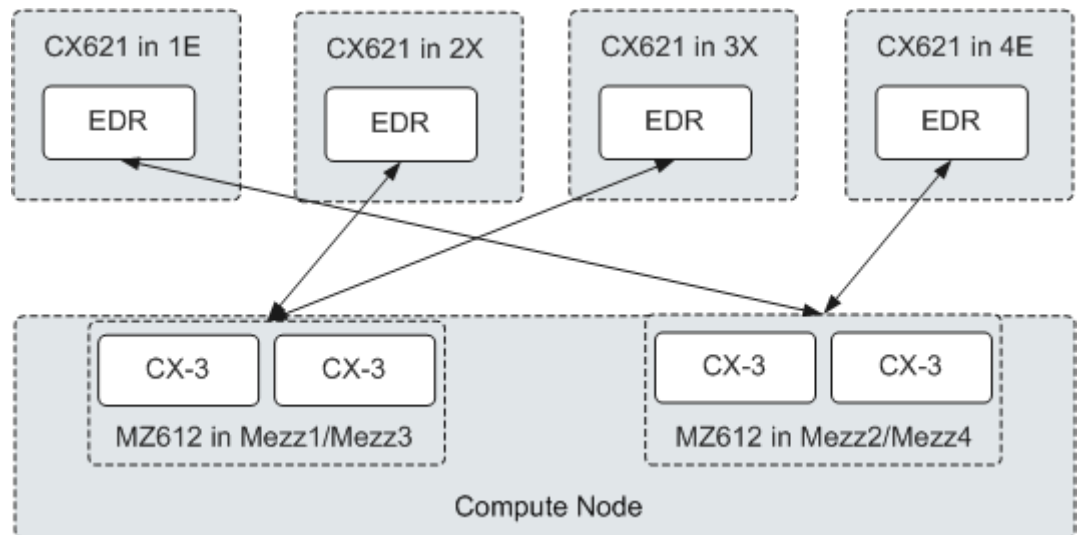 CX621 in 1E
CX621 in 2X
CX621 in 3X
CX621 in 4E
EDR
EDR
EDR
EDR
CX-3
CX-3
CX-3
CX-3
MZ612 in Mezz1/Mezz3
MZ612 in Mezz2/Mezz4
Compute Node